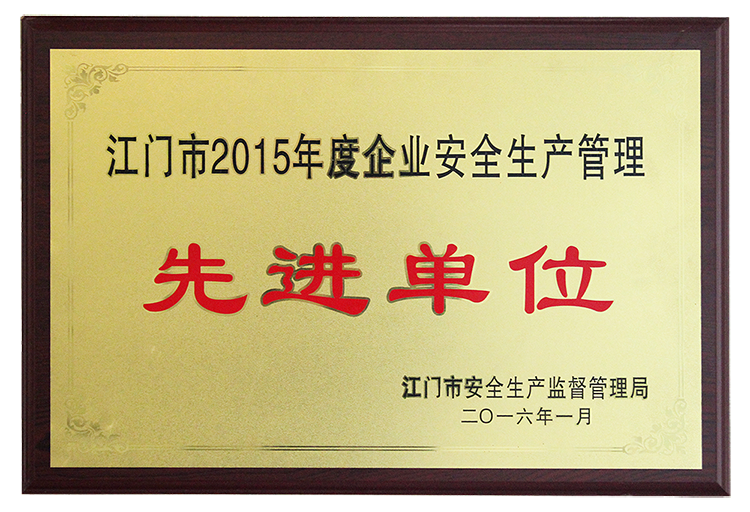 江门市2015年度企业安全生产管理
先进单位
江门市安全生产监督管理局
二〇一六年一月